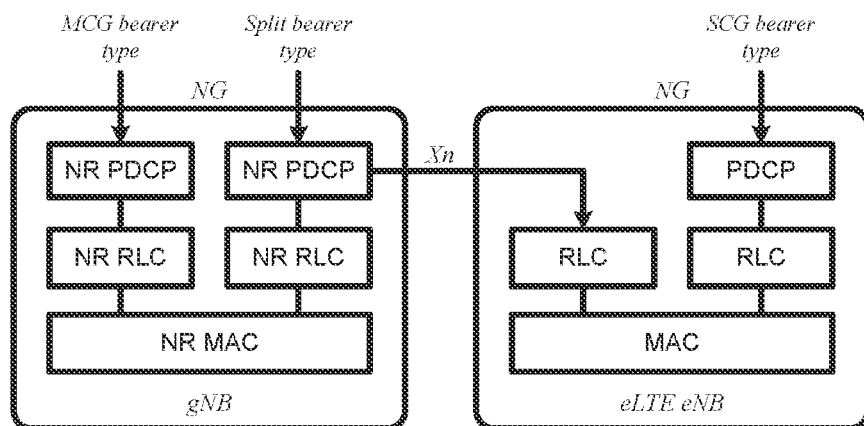 MCG bearer type
Split bearer type
SCG bearer type
NG
NG
NR PDCP
NR PDCP
Xn
PDCP
NR RLC
NR RLC
RLC
RLC
NR MAC
MAC
gNB
eLTE eNB